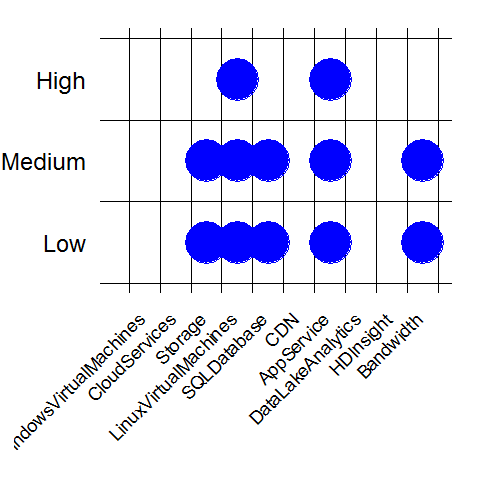 High
Medium
Low
ndowsVirtualMachines
CloudServices
Storage
LinuxVirtualMachines
SQLDatabase
CDN
AppService
DataLakeAnalytics
HDInsight
Bandwidth